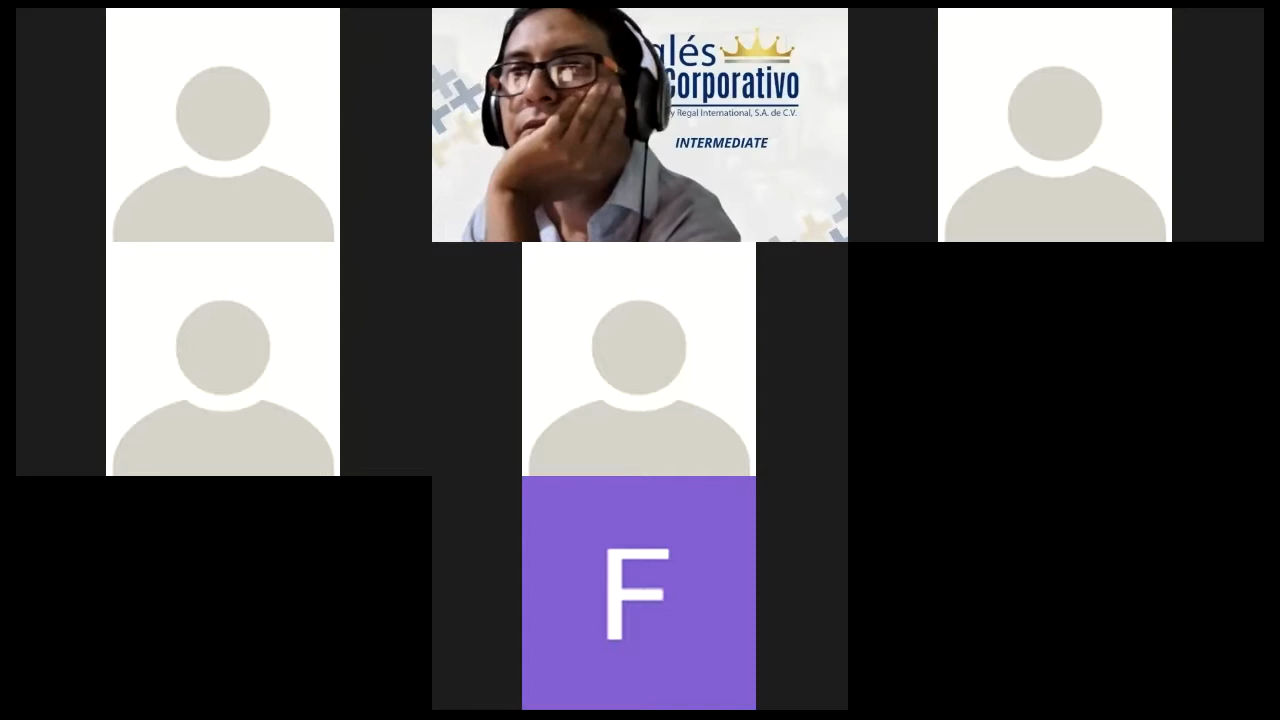 glés
Corporativo
y Regal International, S.A. de C.V.
INTERMEDIATE
F